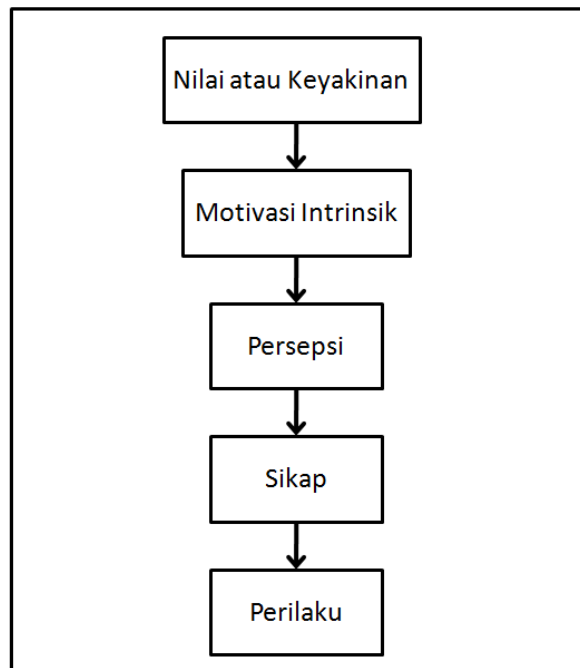 Nilai atau Keyakinan
Motivasi Intrinsik
Persepsi
Sikap
Perilaku